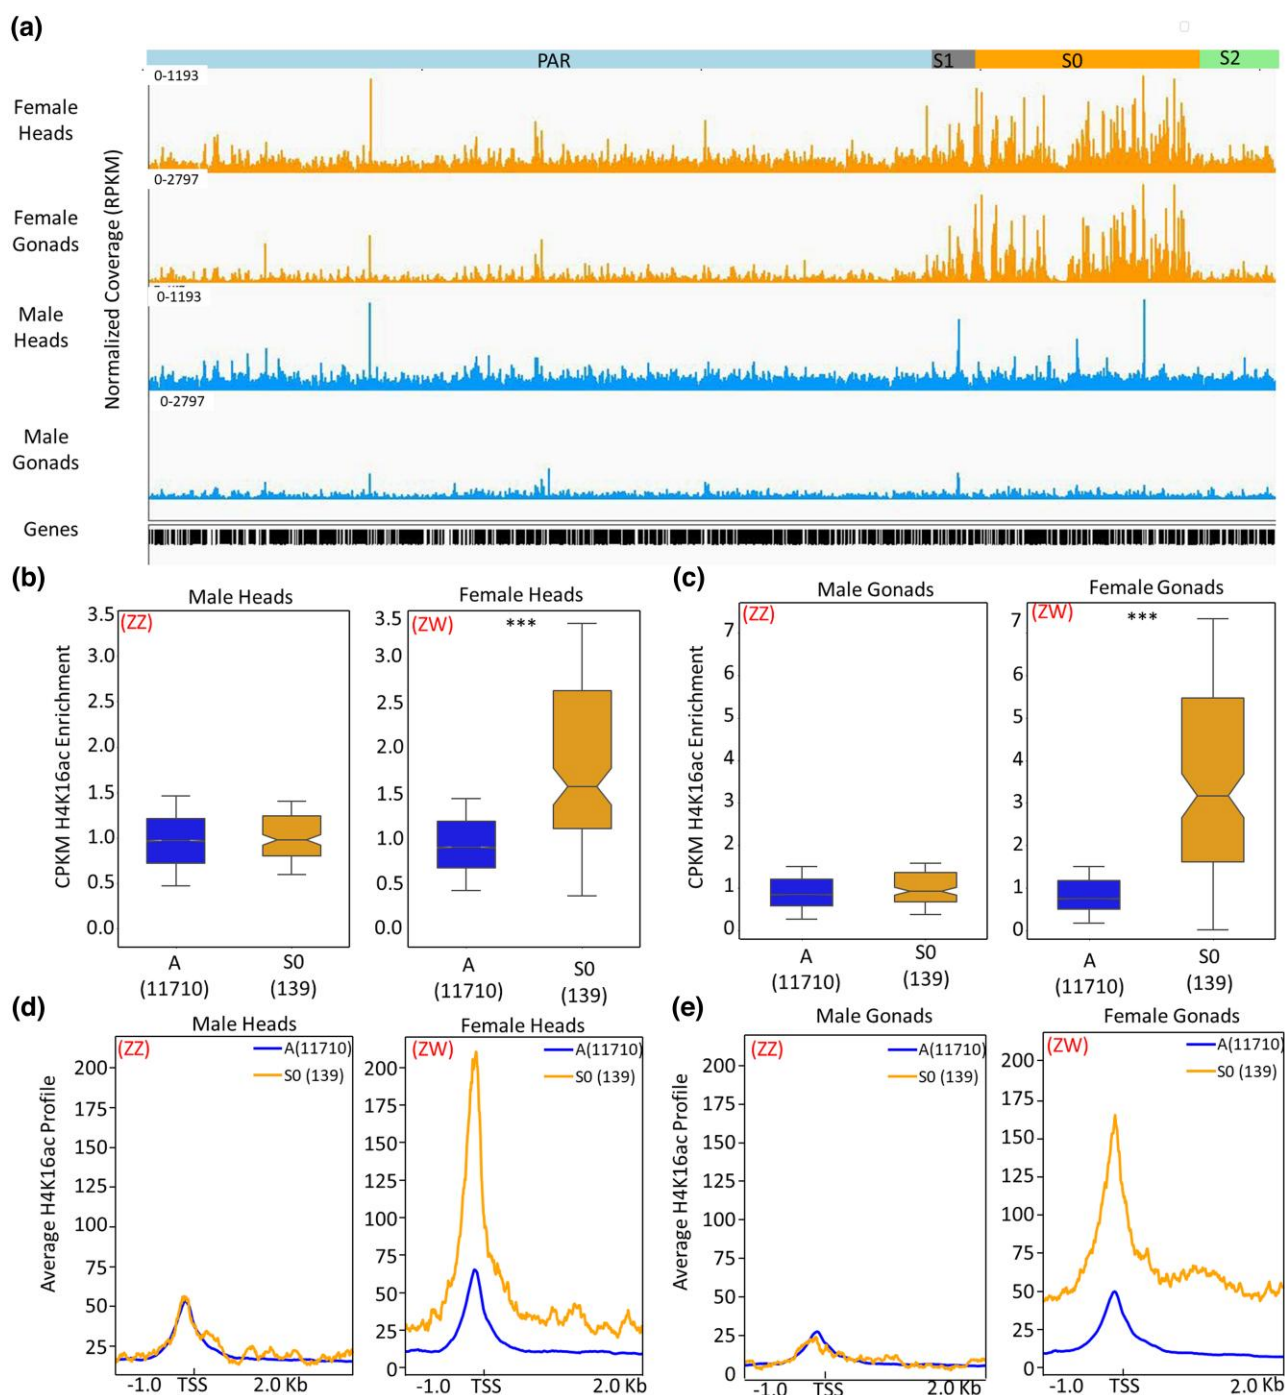 (a)
PAR
S1
S0
S2
Normalized Coverage (RPKM)
0-1193
Female
Heads
0-2797
Female
Gonads
0-1193
Male
Heads
0-2797
Male
Gonads
Genes
(b)
Male Heads
Female Heads
CPKM H4K16ac Enrichment
(ZZ)
3.5
3.0
2.5
2.0
1.5
1.0
0.5
0.0
A
(11710)
S0
(139)
(ZW)
***
3.5
3.0
2.5
2.0
1.5
1.0
0.5
0.0
A
(11710)
S0
(139)
(c)
Male Gonads
Female Gonads
CPKM H4K16ac Enrichment
(ZZ)
7
6
5
4
3
2
1
0
A
(11710)
S0
(139)
(ZW)
***
7
6
5
4
3
2
1
0
A
(11710)
S0
(139)
(d)
Male Heads
Female Heads
Average H4K16ac Profile
(ZZ)
A(11710)
S0 (139)
200
175
150
125
100
75
50
25
-1.0 TSS 2.0 Kb
(ZW)
A(11710)
S0 (139)
200
175
150
125
100
75
50
25
0
-1.0 TSS 2.0 Kb
(e)
Male Gonads
Female Gonads
Average H4K16ac Profile
(ZZ)
A(11710)
S0 (139)
200
175
150
125
100
75
50
25
0
-1.0 TSS 2.0 Kb
(ZW)
A(11710)
S0 (139)
200
175
150
125
100
75
50
25
0
-1.0 TSS 2.0 Kb